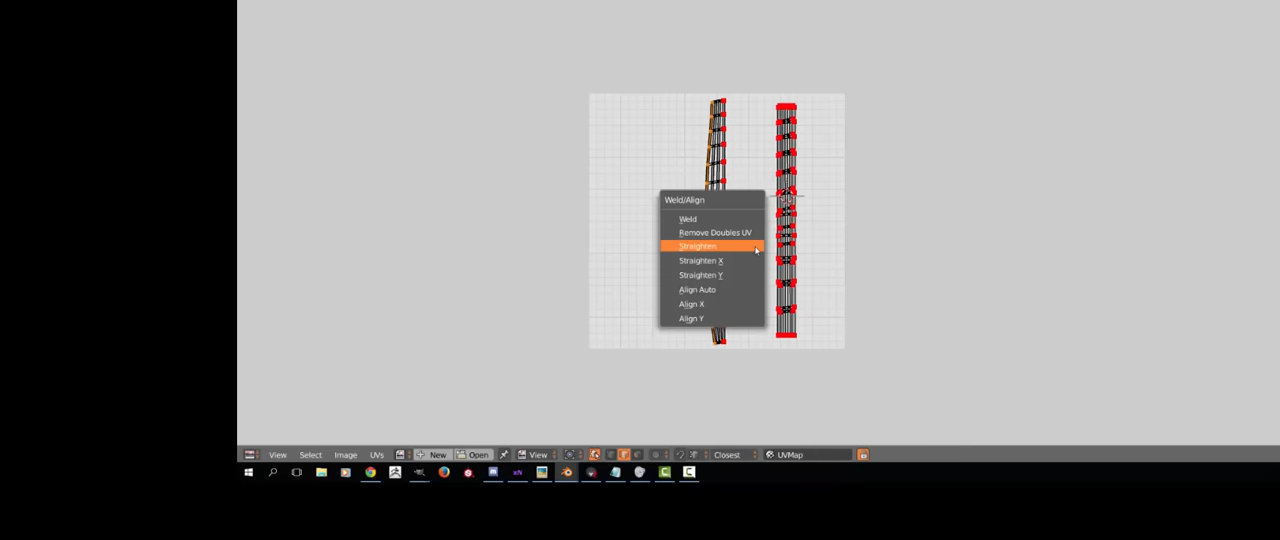 Weld/Align
Weld
Remove Doubles UV
Straighten
Straighten X
Straighten Y
Align Auto
Align X
Align Y
View Select Image UVs New Open View Closest UVMap